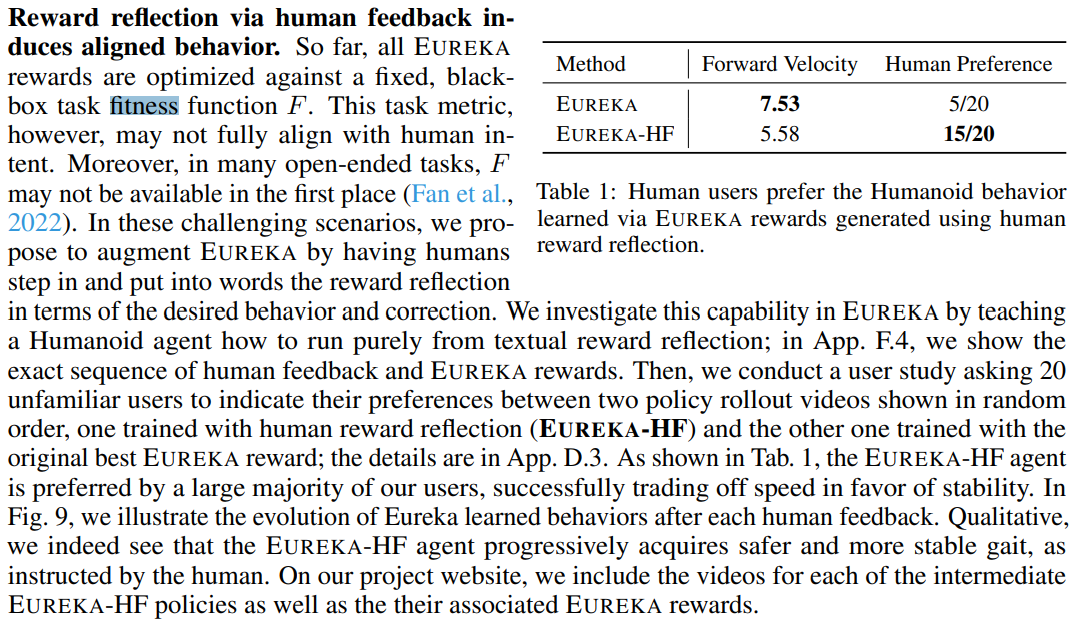 Reward reflection via human feedback in-
duces aligned behavior. So far, all EUREKA
rewards are optimized against a fixed, black-
box task fitness function F. This task metric,
however, may not fully align with human in-
tent. Moreover, in many open-ended tasks, F
may not be available in the first place (Fan et al.,
2022). In these challenging scenarios, we pro-
pose to augment EUREKA by having humans
step in and put into words the reward reflection
Method Forward Velocity Human Preference
EUREKA 7.53 5/20
EUREKA-HF 5.58 15/20
Table 1: Human users prefer the Humanoid behavior
learned via EUREKA rewards generated using human
reward reflection.
in terms of the desired behavior and correction. We investigate this capability in EUREKA by teaching
a Humanoid agent how to run purely from textual reward reflection; in App. F.4, we show the
exact sequence of human feedback and EUREKA rewards. Then, we conduct a user study asking 20
unfamiliar users to indicate their preferences between two policy rollout videos shown in random
order, one trained with human reward reflection (EUREKA-HF) and the other one trained with the
original best EUREKA reward; the details are in App. D.3. As shown in Tab. 1, the EUREKA-HF agent
is preferred by a large majority of our users, successfully trading off speed in favor of stability. In
Fig. 9, we illustrate the evolution of Eureka learned behaviors after each human feedback. Qualitative,
we indeed see that the EUREKA-HF agent progressively acquires safer and more stable gait, as
instructed by the human. On our project website, we include the videos for each of the intermediate
EUREKA-HF policies as well as the their associated EUREKA rewards.